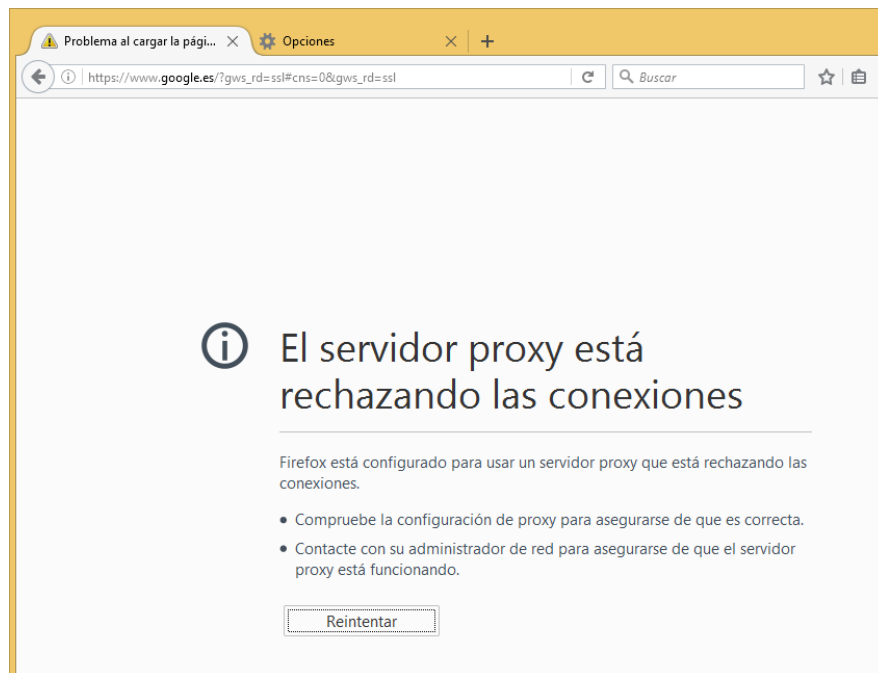 Problema al cargar la pági... Opciones
https://www.google.es/?gws_rd=ssl#cns=0&gws_rd=ssl Buscar
El servidor proxy está
rechazando las conexiones
Firefox está configurado para usar un servidor proxy que está rechazando las
conexiones.
• Compruebe la configuración de proxy para asegurarse de que es correcta.
• Contacte con su administrador de red para asegurarse de que el servidor
proxy está funcionando.
Reintentar